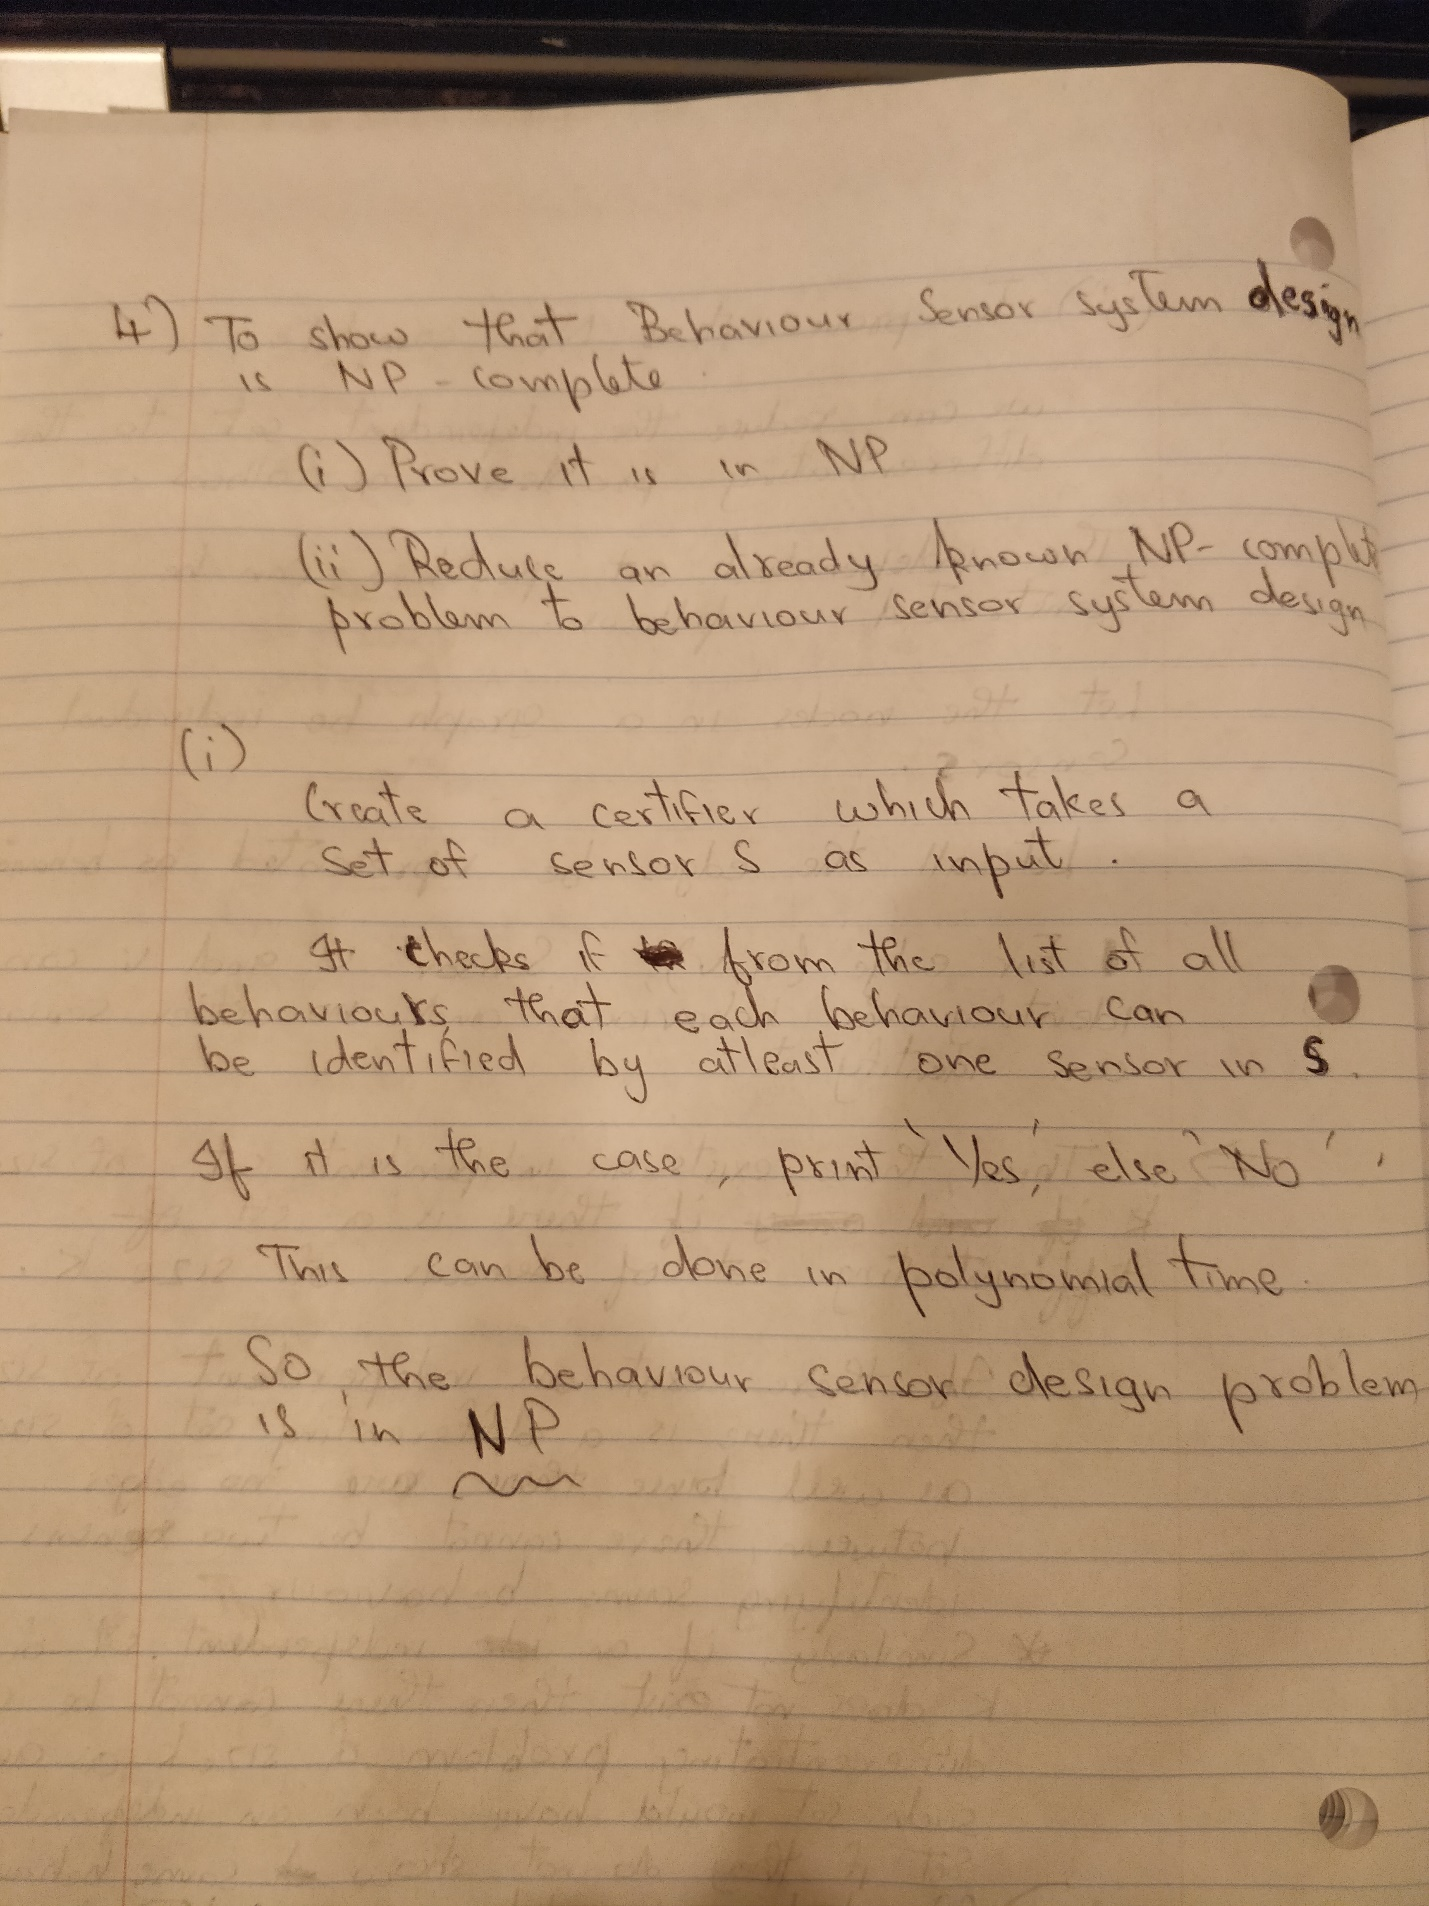 4) To show that Behaviour Sensor system design
is NP-complete.
(i) Prove it is in NP
(ii) Reduce an already known NP-complet
problem to behaviour sensor system design
(i)
Create a certifier which takes a
set of sensor S as input.
It checks if from the list of all
behaviours, that each behaviour can
be identified by atleast one sensor in S.
If it is the case, print 'Yes', else 'No'.
This can be done in polynomial time.
So, the behaviour sensor design problem
is in NP